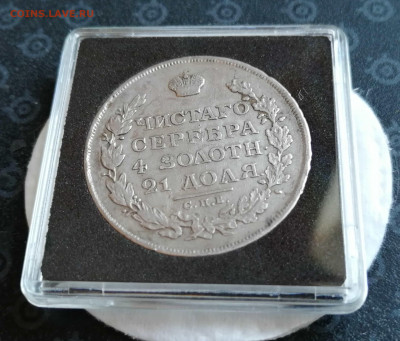 COINS.LAVE.RU
ЧИСТАГО
СЕРЕБРА
4 ЗОЛОТН.
21 ДОЛЯ
С.П.Б.